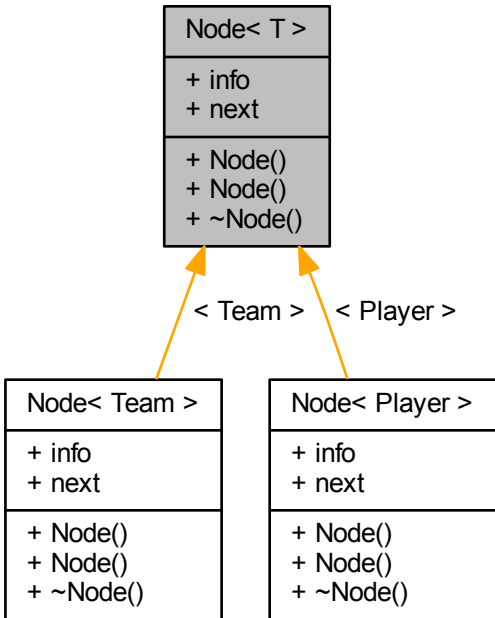 Node< T >
+ info
+ next
+ Node()
+ Node()
+ ~Node()
< Team >
< Player >
Node< Team >
+ info
+ next
+ Node()
+ Node()
+ ~Node()
Node< Player >
+ info
+ next
+ Node()
+ Node()
+ ~Node()